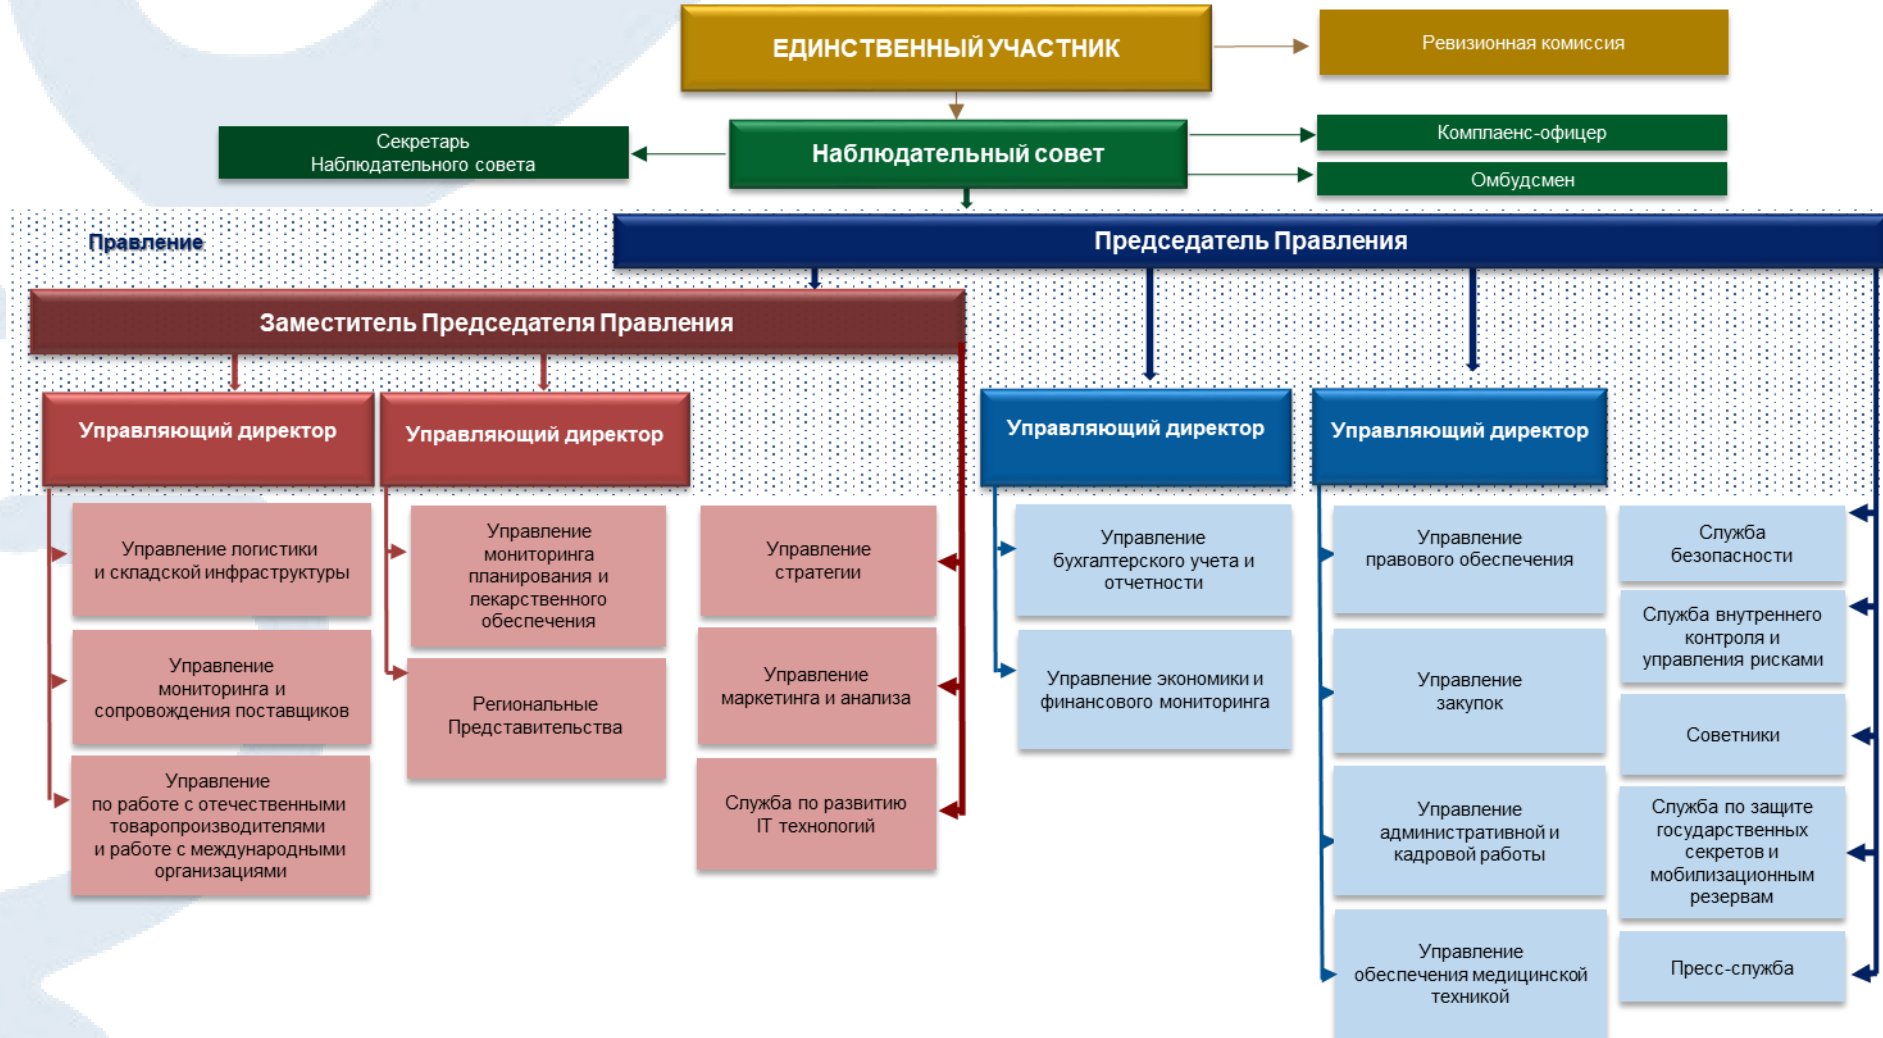 ЕДИНСТВЕННЫЙ УЧАСТНИК
Ревизионная комиссия
Секретарь
Наблюдательного совета
Наблюдательный совет
Комплаенс-офицер
Омбудсмен
Правление
Председатель Правления
Заместитель Председателя Правления
Управляющий директор
Управляющий директор
Управляющий директор
Управляющий директор
Управление логистики
и складской инфраструктуры
Управление
мониторинга и
сопровождения поставщиков
Управление
по работе с отечественными
товаропроизводителями
и работе с международными
организациями
Управление
мониторинга
планирования и
лекарственного
обеспечения
Региональные
Представительства
Управление
стратегии
Управление
маркетинга и анализа
Служба по развитию
IT технологий
Управление
бухгалтерского учета и
отчетности
Управление экономики и
финансового мониторинга
Управление
правового обеспечения
Управление
закупок
Управление
административной и
кадровой работы
Управление
обеспечения медицинской
техникой
Служба
безопасности
Служба внутреннего
контроля и
управления рисками
Советники
Служба по защите
государственных
секретов и
мобилизационным
резервам
Пресс-служба